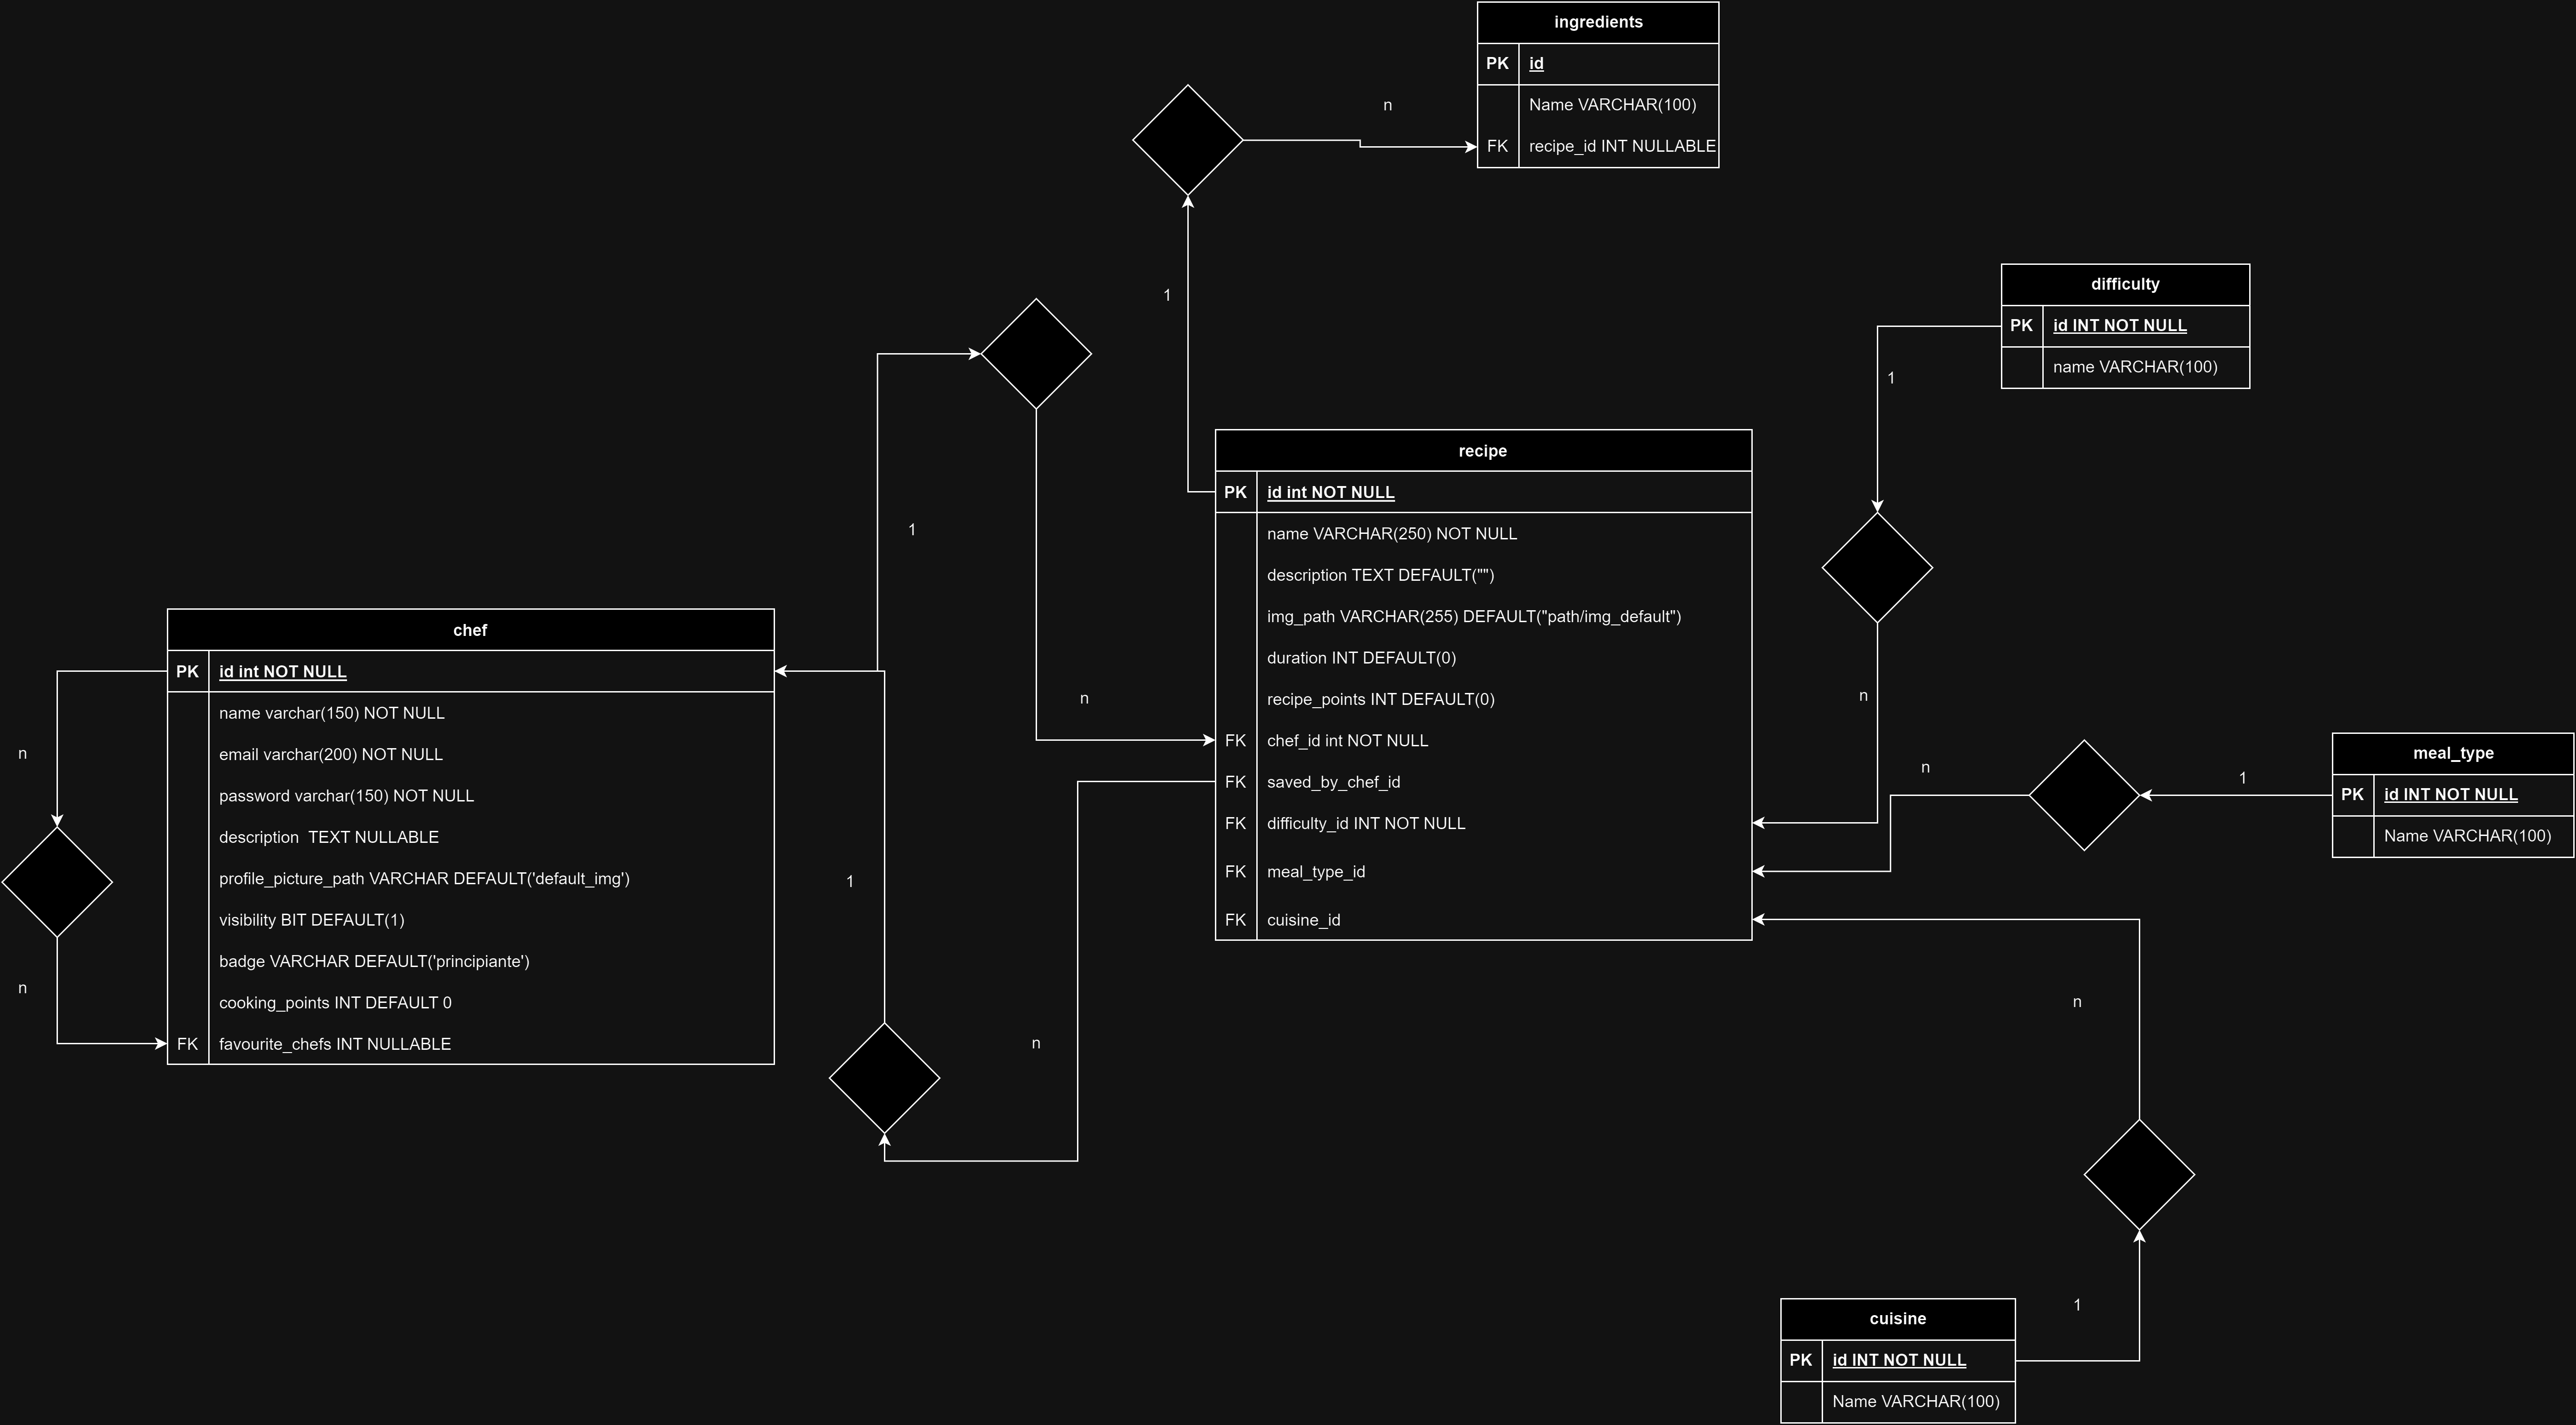 ingredients
PK id
Name VARCHAR(100)
FK recipe_id INT NULLABLE
n
1
difficulty
PK id INT NOT NULL
name VARCHAR(100)
1
n
recipe
PK id int NOT NULL
name VARCHAR(250) NOT NULL
description TEXT DEFAULT("")
img_path VARCHAR(255) DEFAULT("path/img_default")
duration INT DEFAULT(0)
recipe_points INT DEFAULT(0)
FK chef_id int NOT NULL
FK saved_by_chef_id
FK difficulty_id INT NOT NULL
FK meal_type_id
FK cuisine_id
1
n
chef
PK id int NOT NULL
name varchar(150) NOT NULL
email varchar(200) NOT NULL
password varchar(150) NOT NULL
description  TEXT NULLABLE
profile_picture_path VARCHAR DEFAULT('default_img')
visibility BIT DEFAULT(1)
badge VARCHAR DEFAULT('principiante')
cooking_points INT DEFAULT 0
FK favourite_chefs INT NULLABLE
n
n
1
n
meal_type
PK id INT NOT NULL
Name VARCHAR(100)
n
1
n
1
cuisine
PK id INT NOT NULL
Name VARCHAR(100)